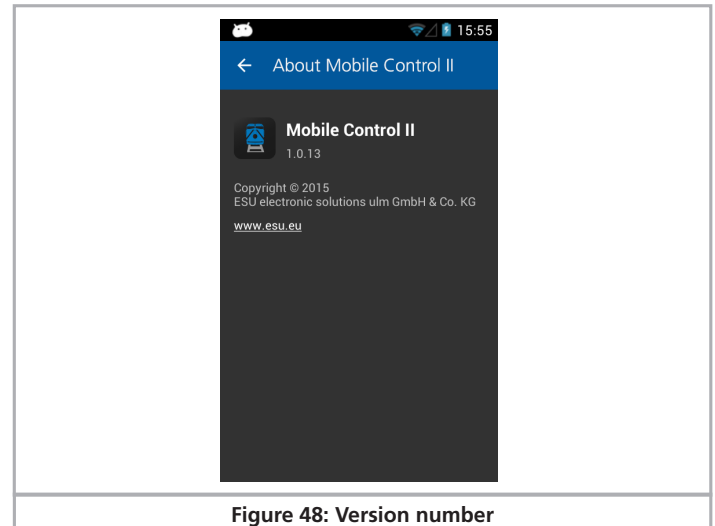 15:55
About Mobile Control II
Mobile Control II
1.0.13
Copyright © 2015
ESU electronic solutions ulm GmbH & Co. KG
www.esu.eu
Figure 48: Version number